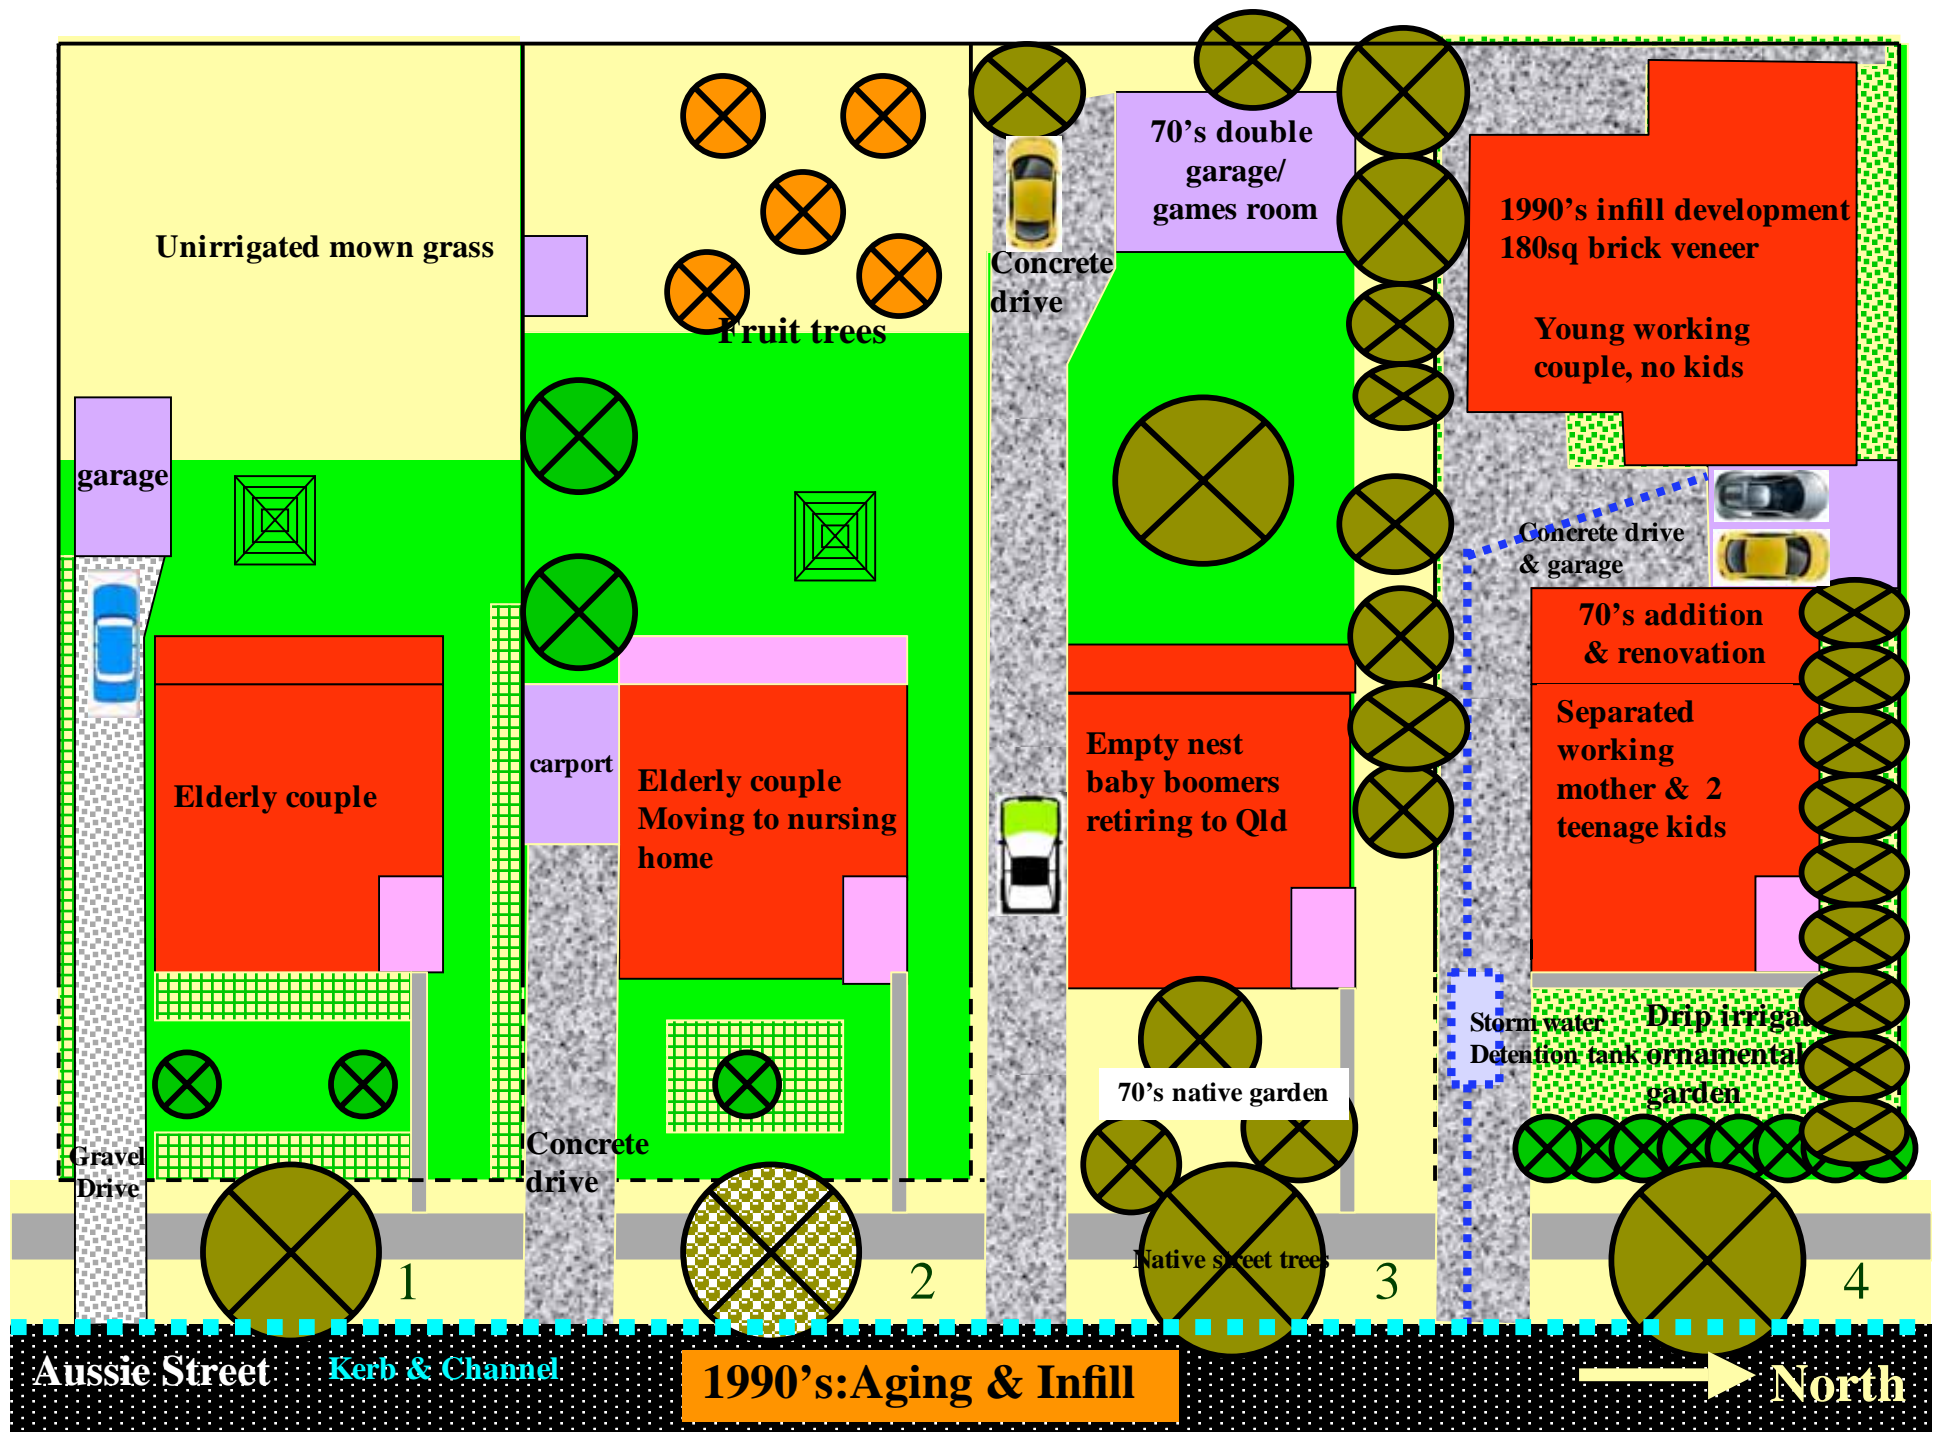 Unirrigated mown grass
garage
Elderly couple
Gravel
Drive
1
Fruit trees
carport
Elderly couple
Moving to nursing
home
Concrete
drive
2
70’s double
garage/
games room
Concrete
drive
Empty nest
baby boomers
retiring to Qld
70’s native garden
Native street trees
3
1990’s infill development
180sq brick veneer
Young working
couple, no kids
Concrete drive
& garage
70’s addition
& renovation
Separated
working
mother & 2
teenage kids
Storm water
Detention tank
Drip
ornamental
garden
4
Aussie Street
Kerb & Channel
1990’s:Aging & Infill
North